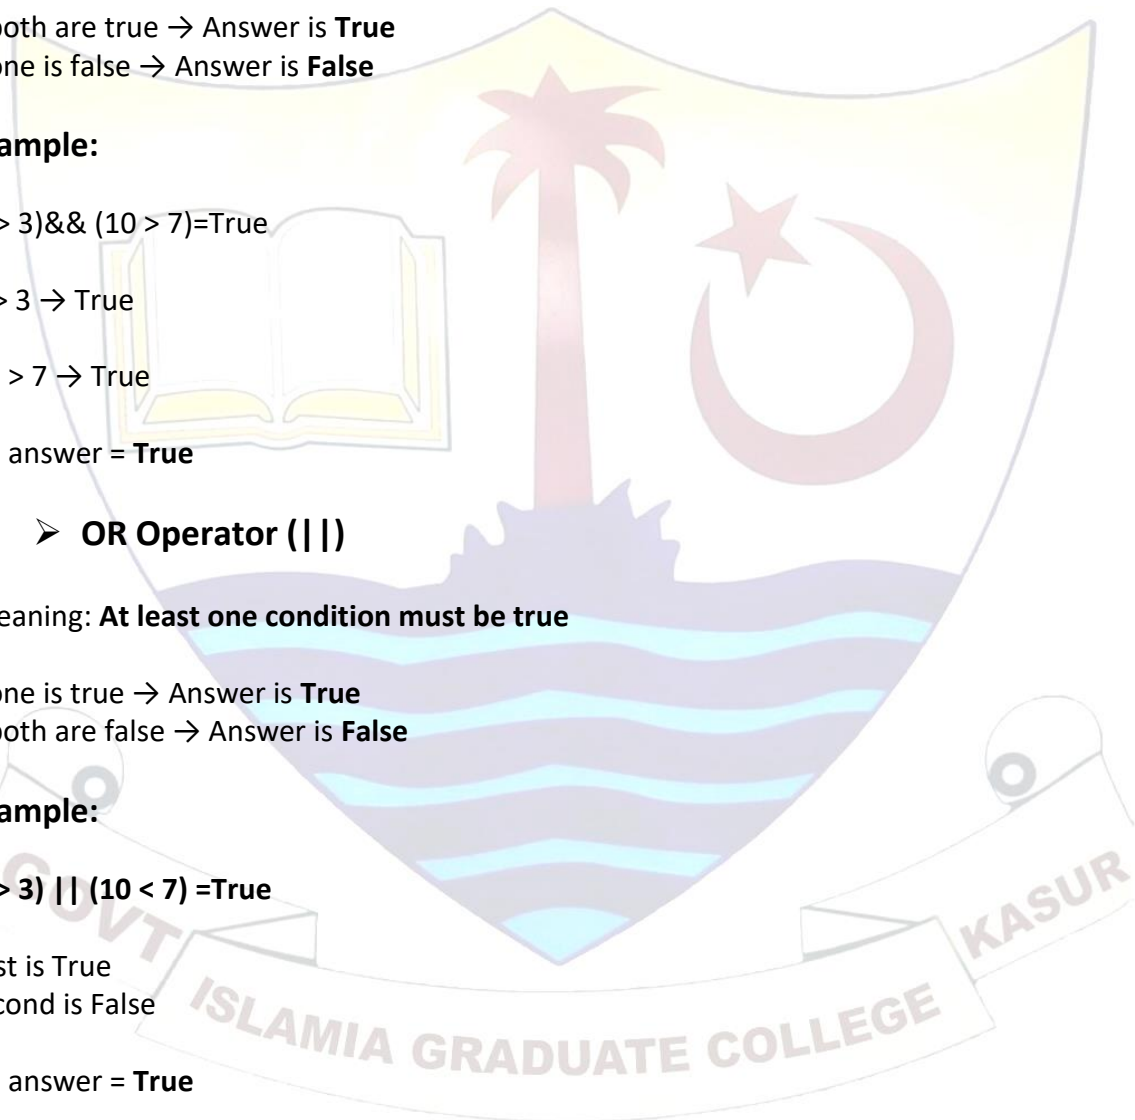 both are true → Answer is True
one is false → Answer is False
ample:
> 3)&& (10 > 7)=True
> 3 → True
> 7 → True
answer = True
➢ OR Operator (||)
eaning: At least one condition must be true
one is true → Answer is True
both are false → Answer is False
ample:
> 3) || (10 < 7) =True
st is True
cond is False
answer = True
GOVT ISLAMIA GRADUATE COLLEGE KASUR